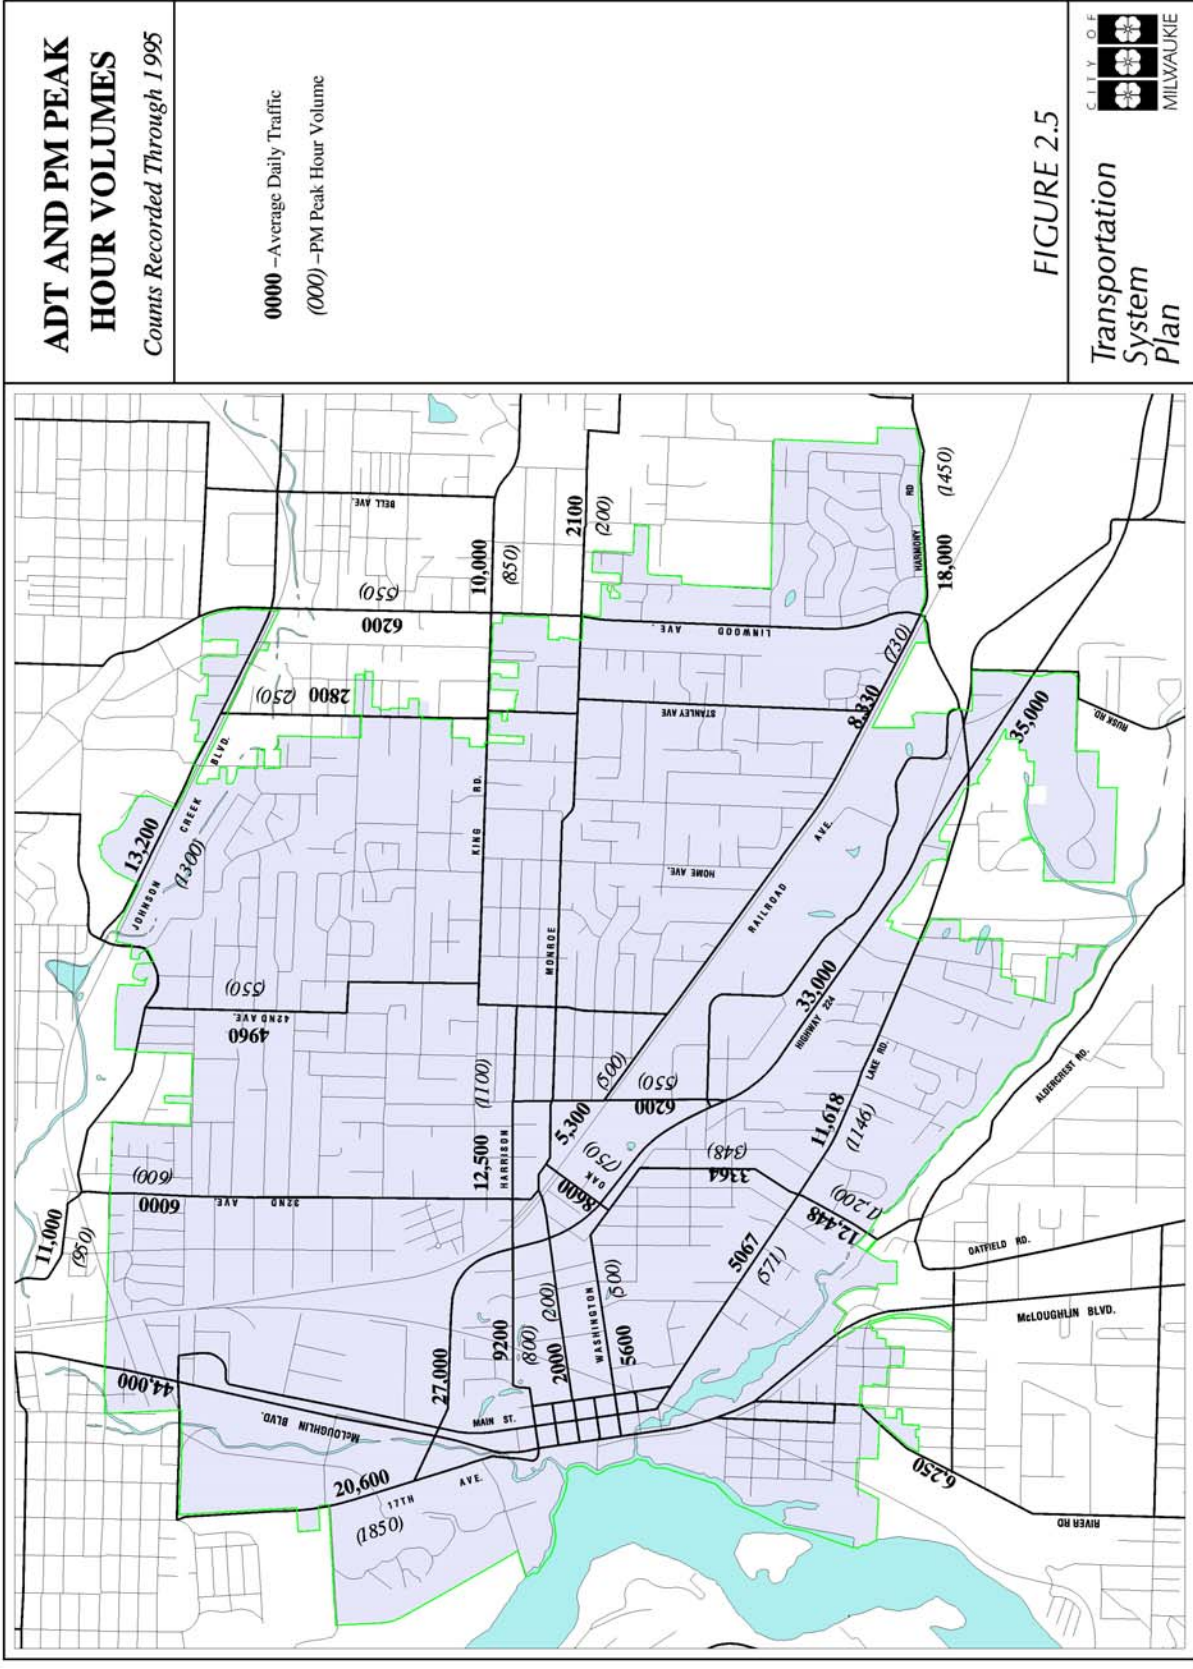 ADT AND PM PEAK
HOUR VOLUMES
Counts Recorded Through 1995
0000 –Average Daily Traffic
(000) –PM Peak Hour Volume
FIGURE 2.5
Transportation
System
Plan
CITY OF
MILWAUKIE
11,000
(950)
6000
(600)
32ND AVE
4960
(550)
42ND AVE.
JOHNSON CREEK BLVD.
13,200
(1300)
2800
(250)
6200
(550)
BELL AVE.
44,000
McLOUGHLIN BLVD.
20,600
(1850)
17TH AVE.
27,000
MAIN ST.
9200
(800)
12,500
(1100)
HARRISON
KING RD.
10,000
(850)
2100
(200)
MONROE
2000
(200)
WASHINGTON
5600
(500)
8600
(750)
OAK
5,300
(500)
6200
(550)
3364
(348)
HOME AVE.
STANLEY AVE
LINWOOD AVE.
RAILROAD AVE.
8,330
(730)
HARMONY RD
18,000
(1450)
33,000
HIGHWAY 224
35,000
RUSK RD.
5067
(571)
11,618
(1146)
LAKE RD.
12,448
(1,200)
ALDERCREST RD.
OATFIELD RD.
McLOUGHLIN BLVD.
6,250
RIVER RD